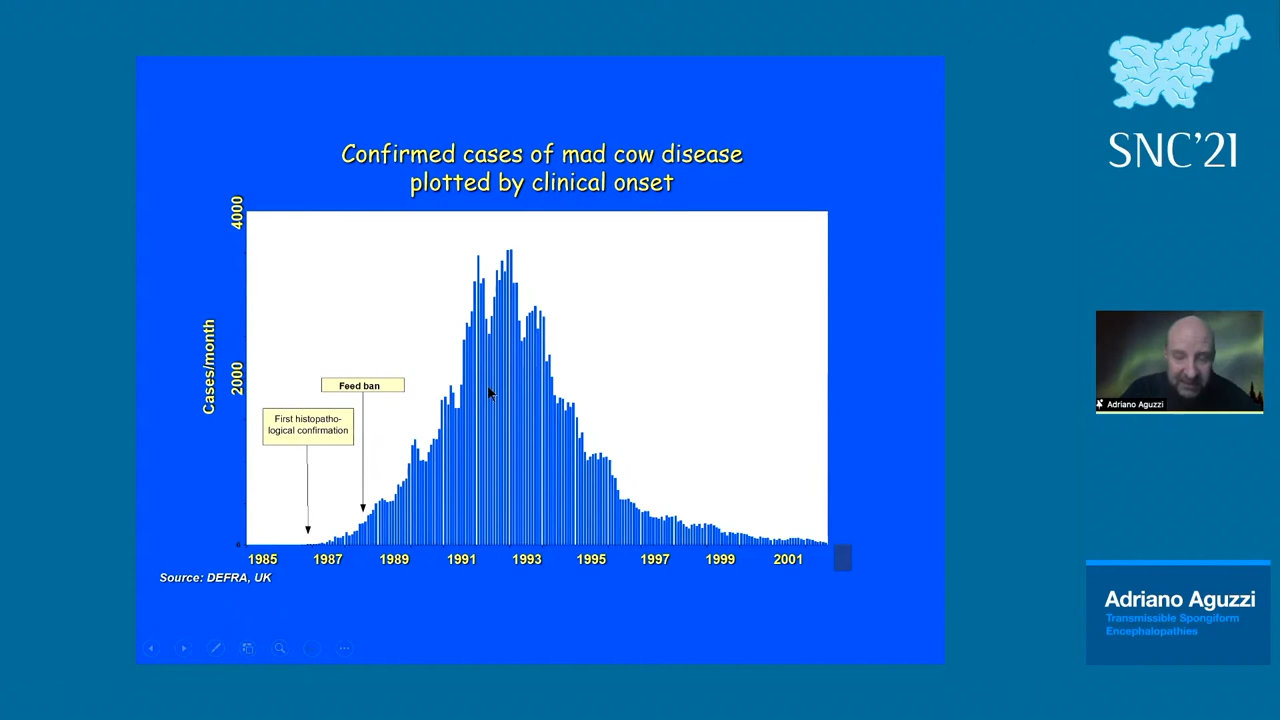 Confirmed cases of mad cow disease
plotted by clinical onset
4000
2000
0
Cases/month
Feed ban
First histopatho-
logical confirmation
1985 1987 1989 1991 1993 1995 1997 1999 2001
Source: DEFRA, UK
SNC'21
Adriano Aguzzi
Adriano Aguzzi
Transmissible Spongiform
Encephalopathies